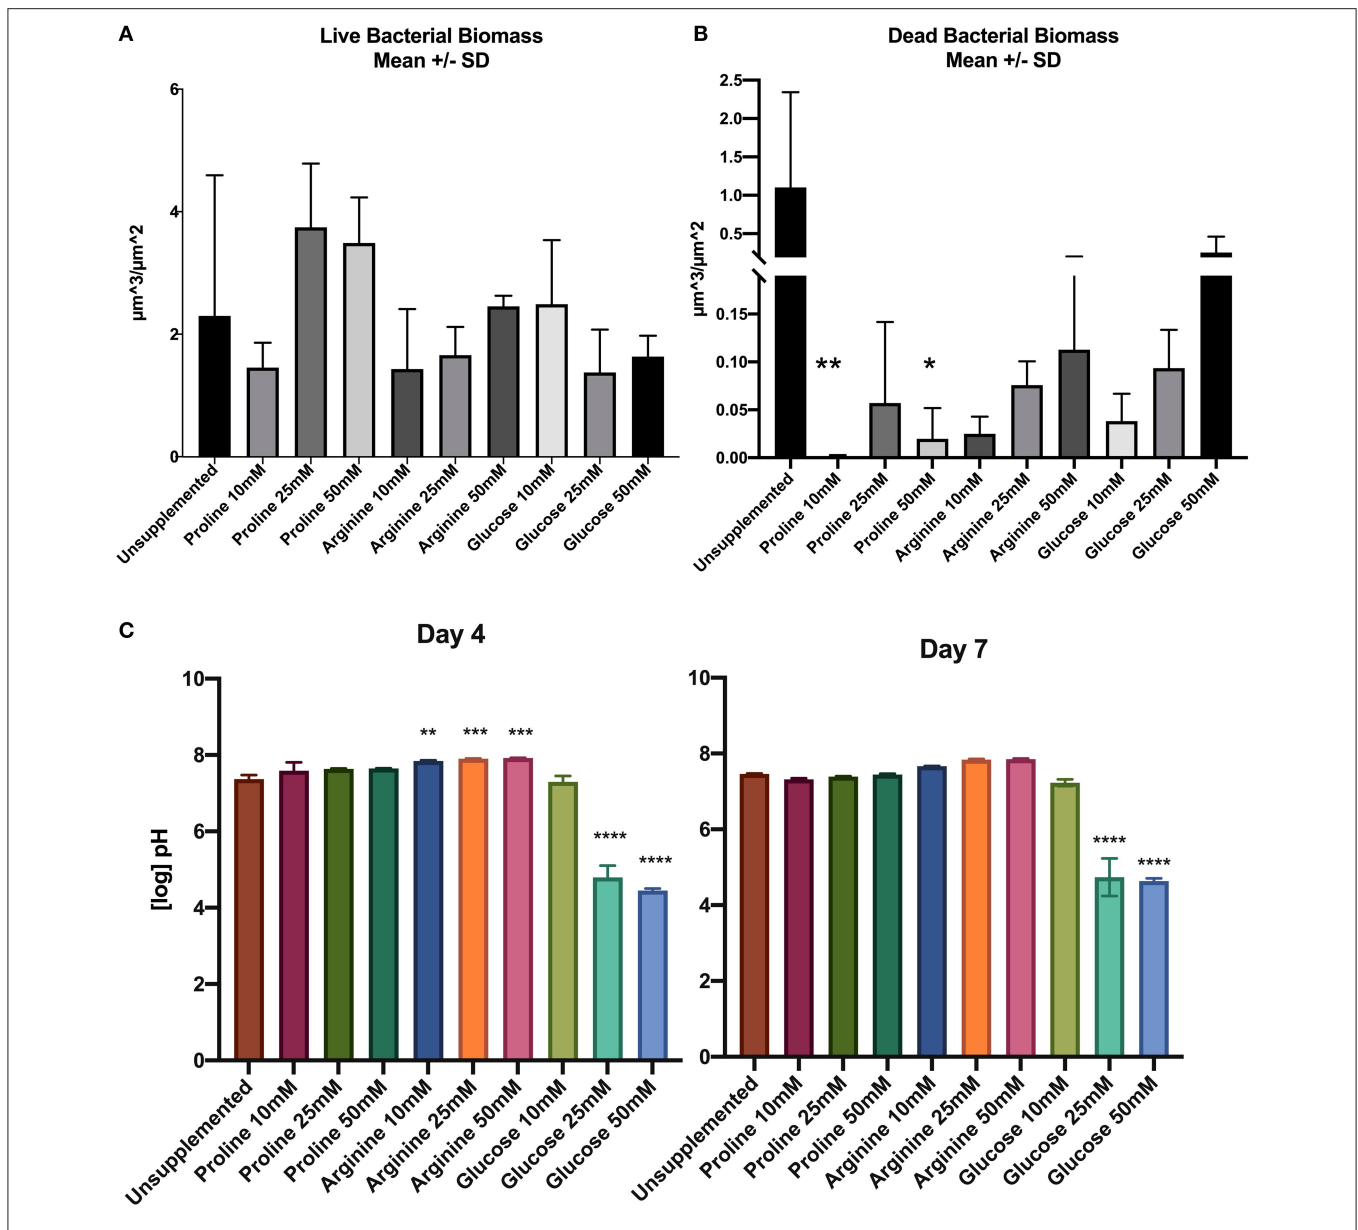 A
Live Bacterial Biomass
Mean +/- SD
µm^3/µm^2
6
4
2
0
Unsupplemented
Proline 10mM
Proline 25mM
Proline 50mM
Arginine 10mM
Arginine 25mM
Arginine 50mM
Glucose 10mM
Glucose 25mM
Glucose 50mM
B
Dead Bacterial Biomass
Mean +/- SD
µm^3/µm^2
2.5
2.0
1.5
1.0
0.5
0.15
0.10
0.05
0.00
**
*
Unsupplemented
Proline 10mM
Proline 25mM
Proline 50mM
Arginine 10mM
Arginine 25mM
Arginine 50mM
Glucose 10mM
Glucose 25mM
Glucose 50mM
C
Day 4
[log] pH
10
8
6
4
2
0
**
***
***
****
****
Unsupplemented
Proline 10mM
Proline 25mM
Proline 50mM
Arginine 10mM
Arginine 25mM
Arginine 50mM
Glucose 10mM
Glucose 25mM
Glucose 50mM
Day 7
10
8
6
4
2
0
****
****
Unsupplemented
Proline 10mM
Proline 25mM
Proline 50mM
Arginine 10mM
Arginine 25mM
Arginine 50mM
Glucose 10mM
Glucose 25mM
Glucose 50mM